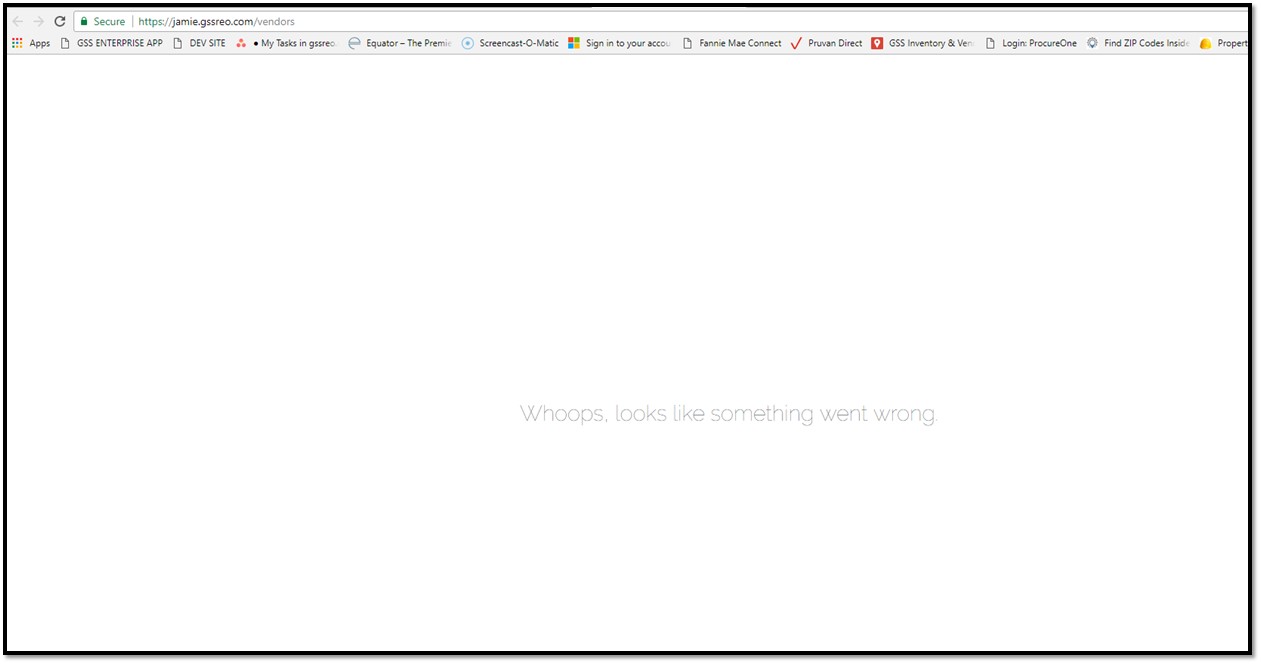 Secure https://jamie.gssreo.com/vendors
Apps GSS ENTERPRISE APP DEV SITE • My Tasks in gssreo. Equator – The Premie Screencast-O-Matic Sign in to your accou Fannie Mae Connect Pruvan Direct GSS Inventory & Ven Login: ProcureOne Find ZIP Codes Inside Propert
Whoops, looks like something went wrong.